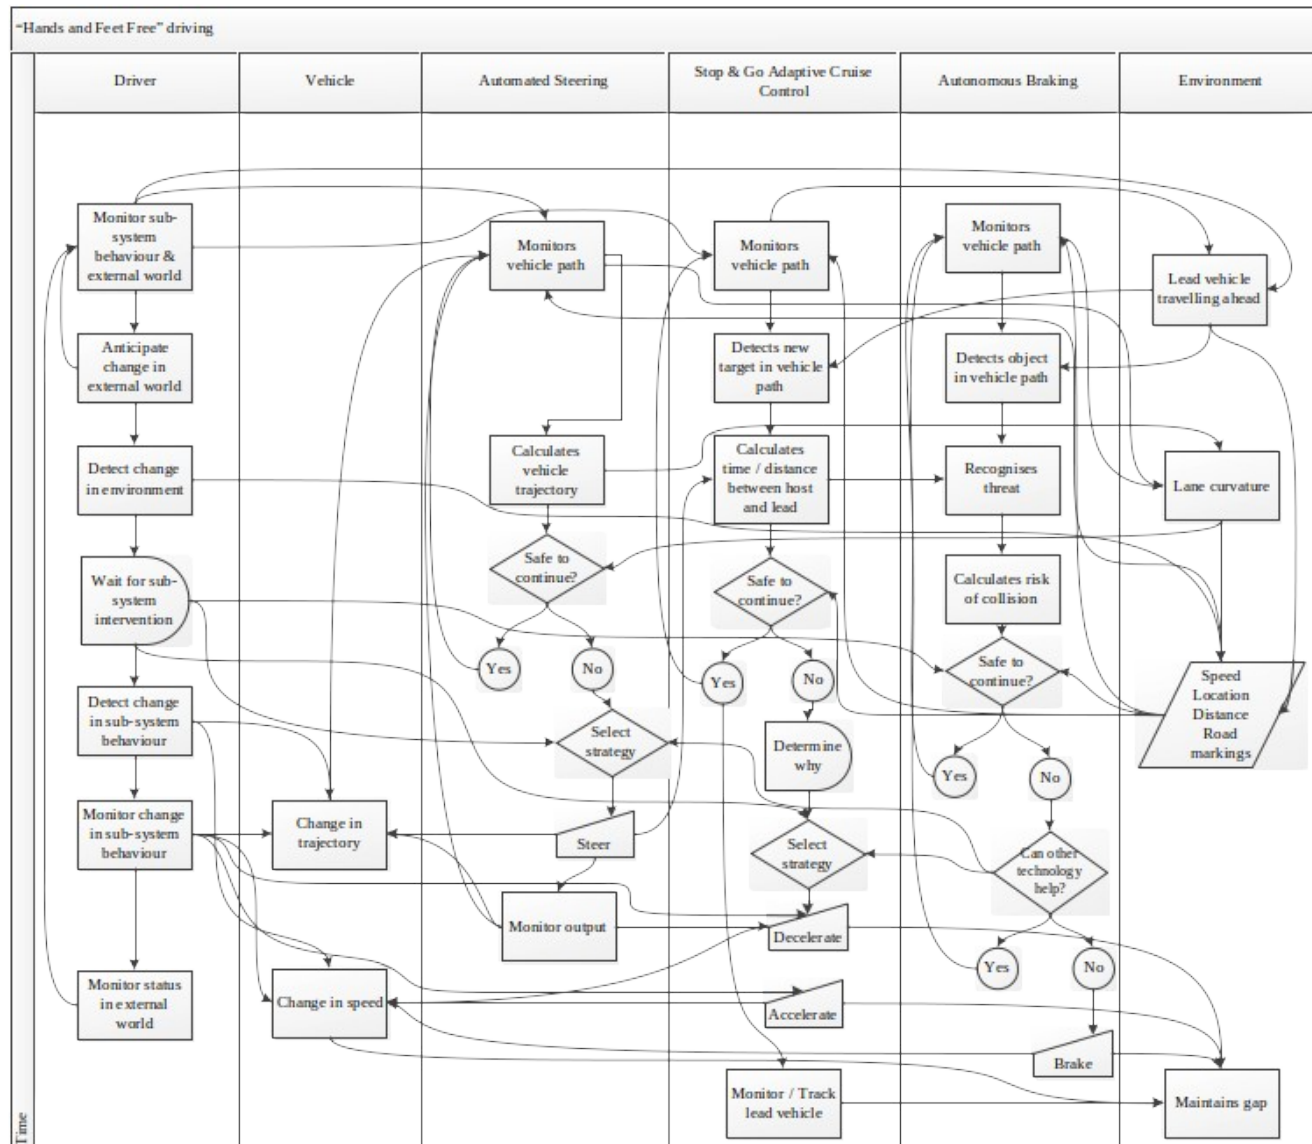 “Hands and Feet Free” driving
Driver
Vehicle
Automated Steering
Stop & Go Adaptive Cruise
Control
Autonomous Braking
Environment
Time
Monitor sub-
system
behaviour &
external world
Anticipate
change in
external world
Detect change
in environment
Wait for sub-
system
intervention
Detect change
in sub-system
behaviour
Monitor change
in sub-system
behaviour
Monitor status
in external
world
Change in
trajectory
Change in speed
Monitors
vehicle path
Calculates
vehicle
trajectory
Safe to
continue?
Yes
No
Select
strategy
Steer
Monitor output
Monitors
vehicle path
Detects new
target in vehicle
path
Calculates
time / distance
between host
and lead
Safe to
continue?
Yes
No
Determine
why
Select
strategy
Decelerate
Accelerate
Monitor / Track
lead vehicle
Monitors
vehicle path
Detects object
in vehicle path
Recognises
threat
Calculates risk
of collision
Safe to
continue?
Yes
No
Can other
technology
help?
Yes
No
Brake
Lead vehicle
travelling ahead
Lane curvature
Speed
Location
Distance
Road
markings
Maintains gap